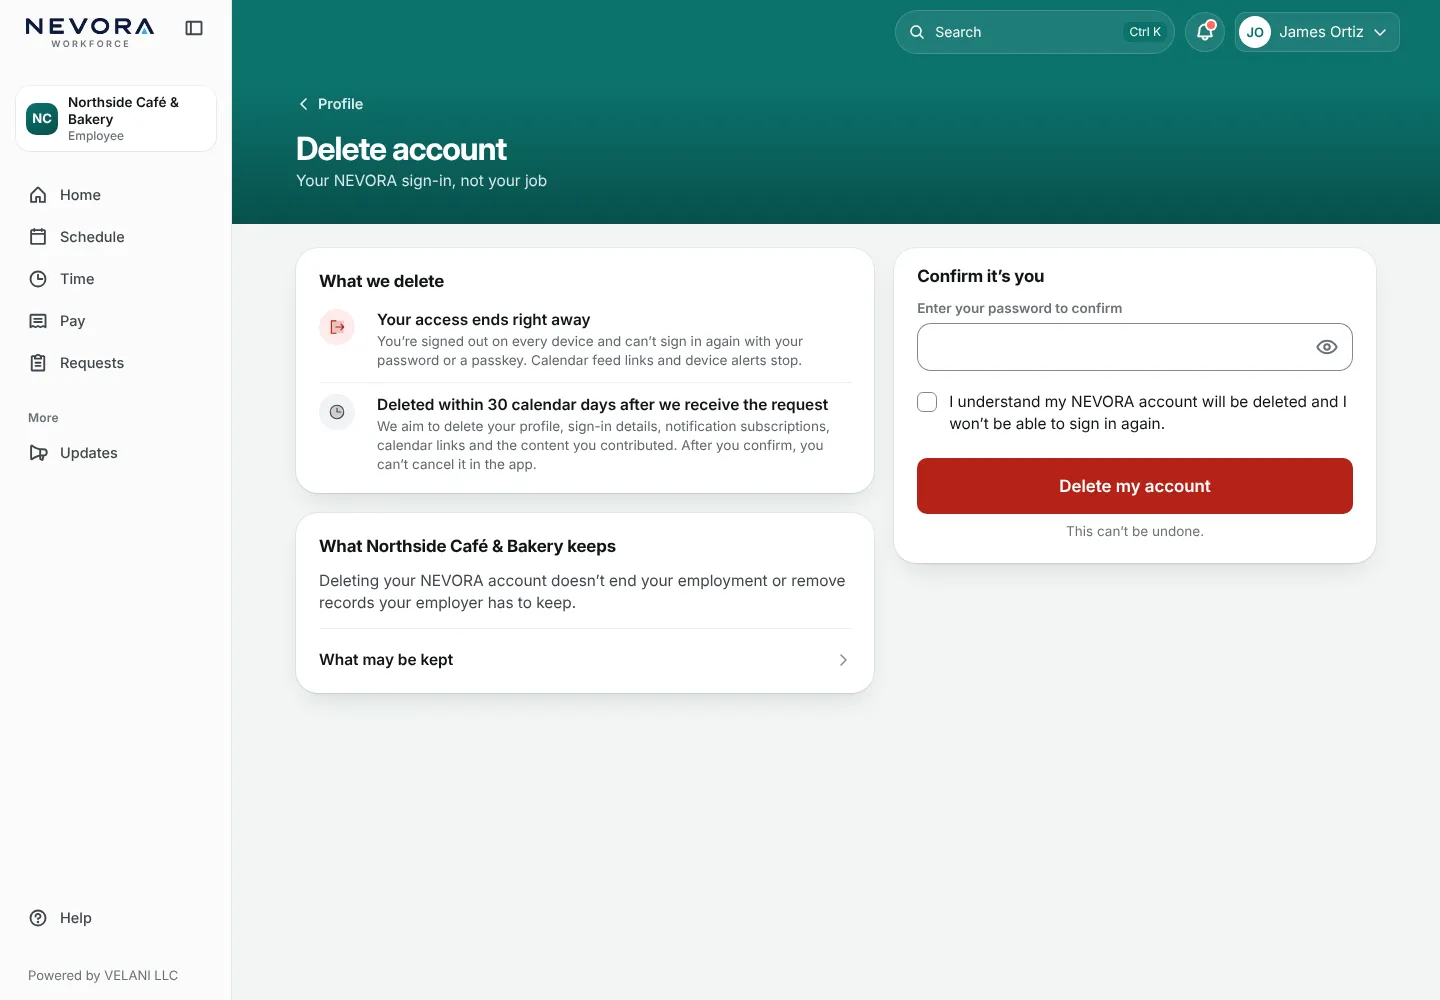 NEVORA
WORKFORCE
NC
Northside Café &
Bakery
Employee
Home
Schedule
Time
Pay
Requests
More
Updates
Help
Powered by VELANI LLC
Search
Ctrl K
JO
James Ortiz
Profile
Delete account
Your NEVORA sign-in, not your job
What we delete
Your access ends right away
You’re signed out on every device and can’t sign in again with your
password or a passkey. Calendar feed links and device alerts stop.
Deleted within 30 calendar days after we receive the request
We aim to delete your profile, sign-in details, notification subscriptions,
calendar links and the content you contributed. After you confirm, you
can’t cancel it in the app.
What Northside Café & Bakery keeps
Deleting your NEVORA account doesn’t end your employment or remove
records your employer has to keep.
What may be kept
Confirm it’s you
Enter your password to confirm
I understand my NEVORA account will be deleted and I
won’t be able to sign in again.
Delete my account
This can’t be undone.